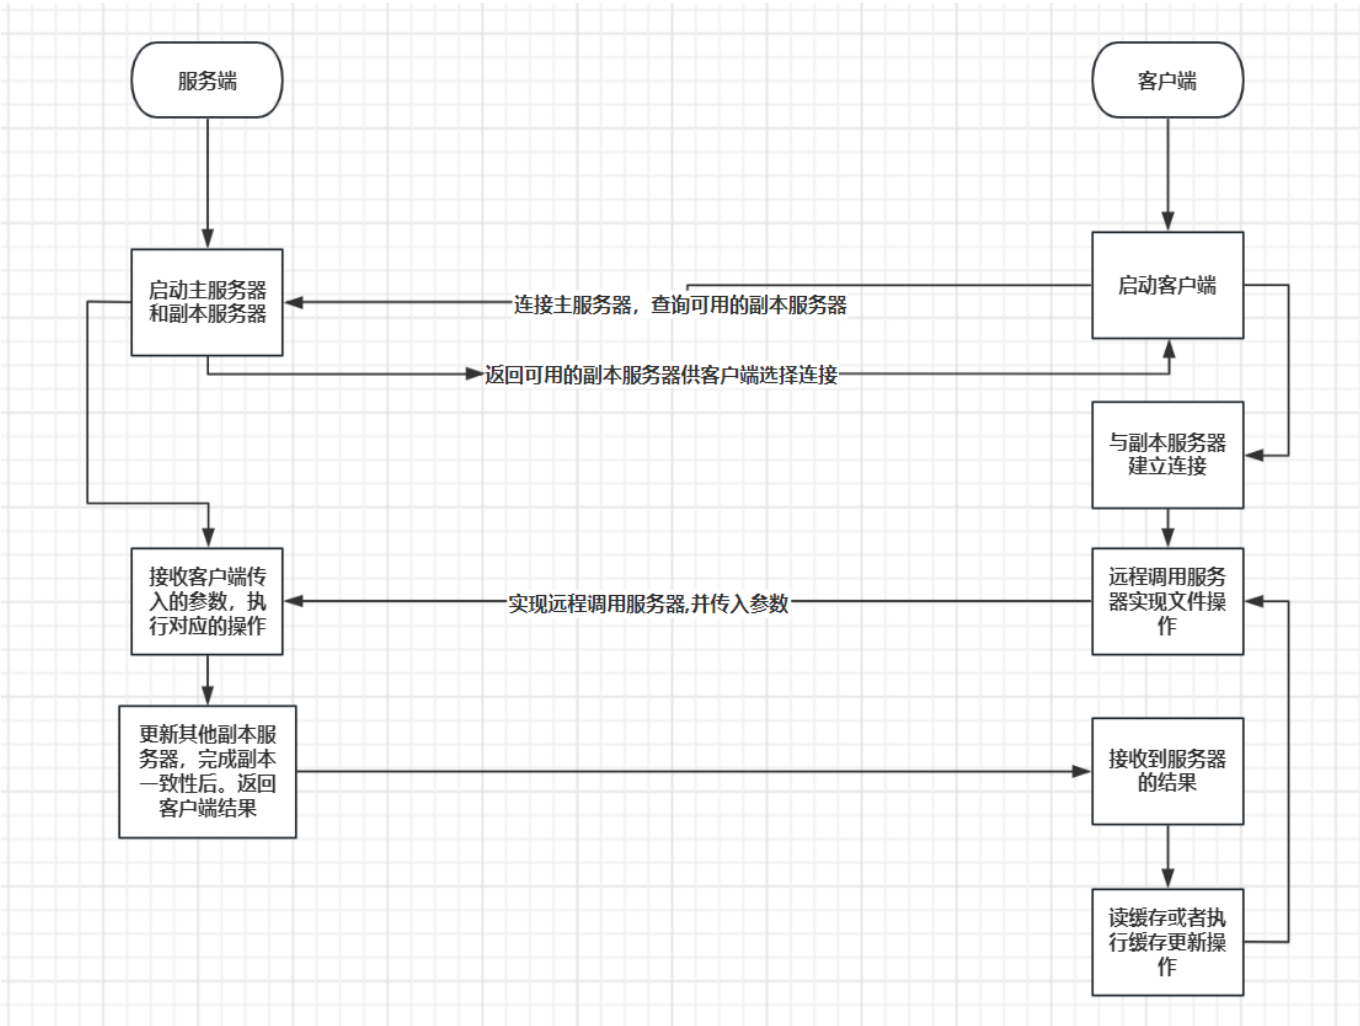 服务端
客户端
启动主服务器
和副本服务器
启动客户端
连接主服务器，查询可用的副本服务器
返回可用的副本服务器供客户端选择连接
与副本服务器
建立连接
接收客户端传
入的参数，执
行对应的操作
实现远程调用服务器,并传入参数
远程调用服务
器实现文件操
作
更新其他副本服
务器，完成副本
一致性后。返回
客户端结果
接收到服务器
的结果
读缓存或者执
行缓存更新操
作